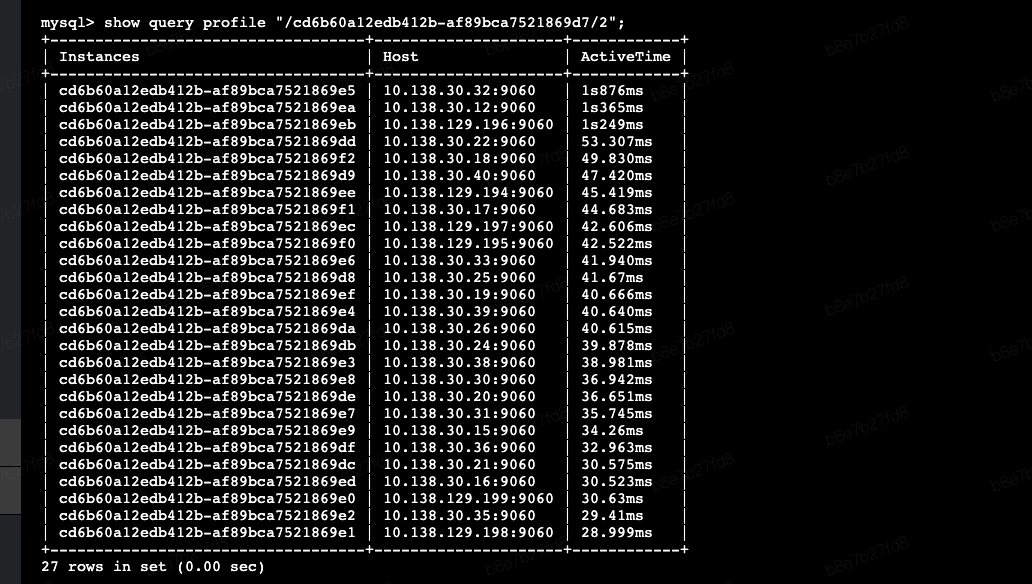 mysql> show query profile "/cd6b60a12edb412b-af89bca7521869d7/2";
+-----------------------------------+----------------------+------------+
| Instances | Host | ActiveTime |
+-----------------------------------+----------------------+------------+
| cd6b60a12edb412b-af89bca7521869e5 | 10.138.30.32:9060 | 1s876ms |
| cd6b60a12edb412b-af89bca7521869ea | 10.138.30.12:9060 | 1s365ms |
| cd6b60a12edb412b-af89bca7521869eb | 10.138.129.196:9060 | 1s249ms |
| cd6b60a12edb412b-af89bca7521869dd | 10.138.30.22:9060 | 53.307ms |
| cd6b60a12edb412b-af89bca7521869f2 | 10.138.30.18:9060 | 49.830ms |
| cd6b60a12edb412b-af89bca7521869d9 | 10.138.30.40:9060 | 47.420ms |
| cd6b60a12edb412b-af89bca7521869ee | 10.138.129.194:9060 | 45.419ms |
| cd6b60a12edb412b-af89bca7521869f1 | 10.138.30.17:9060 | 44.683ms |
| cd6b60a12edb412b-af89bca7521869ec | 10.138.129.197:9060 | 42.606ms |
| cd6b60a12edb412b-af89bca7521869f0 | 10.138.129.195:9060 | 42.522ms |
| cd6b60a12edb412b-af89bca7521869e6 | 10.138.30.33:9060 | 41.940ms |
| cd6b60a12edb412b-af89bca7521869d8 | 10.138.30.25:9060 | 41.67ms |
| cd6b60a12edb412b-af89bca7521869ef | 10.138.30.19:9060 | 40.666ms |
| cd6b60a12edb412b-af89bca7521869e4 | 10.138.30.39:9060 | 40.640ms |
| cd6b60a12edb412b-af89bca7521869da | 10.138.30.26:9060 | 40.615ms |
| cd6b60a12edb412b-af89bca7521869db | 10.138.30.24:9060 | 39.878ms |
| cd6b60a12edb412b-af89bca7521869e3 | 10.138.30.38:9060 | 38.981ms |
| cd6b60a12edb412b-af89bca7521869e8 | 10.138.30.30:9060 | 36.942ms |
| cd6b60a12edb412b-af89bca7521869de | 10.138.30.20:9060 | 36.651ms |
| cd6b60a12edb412b-af89bca7521869e7 | 10.138.30.31:9060 | 35.745ms |
| cd6b60a12edb412b-af89bca7521869e9 | 10.138.30.15:9060 | 34.26ms |
| cd6b60a12edb412b-af89bca7521869df | 10.138.30.36:9060 | 32.963ms |
| cd6b60a12edb412b-af89bca7521869dc | 10.138.30.21:9060 | 30.575ms |
| cd6b60a12edb412b-af89bca7521869ed | 10.138.30.16:9060 | 30.523ms |
| cd6b60a12edb412b-af89bca7521869e0 | 10.138.129.199:9060 | 30.63ms |
| cd6b60a12edb412b-af89bca7521869e2 | 10.138.30.35:9060 | 29.41ms |
| cd6b60a12edb412b-af89bca7521869e1 | 10.138.129.198:9060 | 28.999ms |
+-----------------------------------+----------------------+------------+
27 rows in set (0.00 sec)
b8e7b27fd8